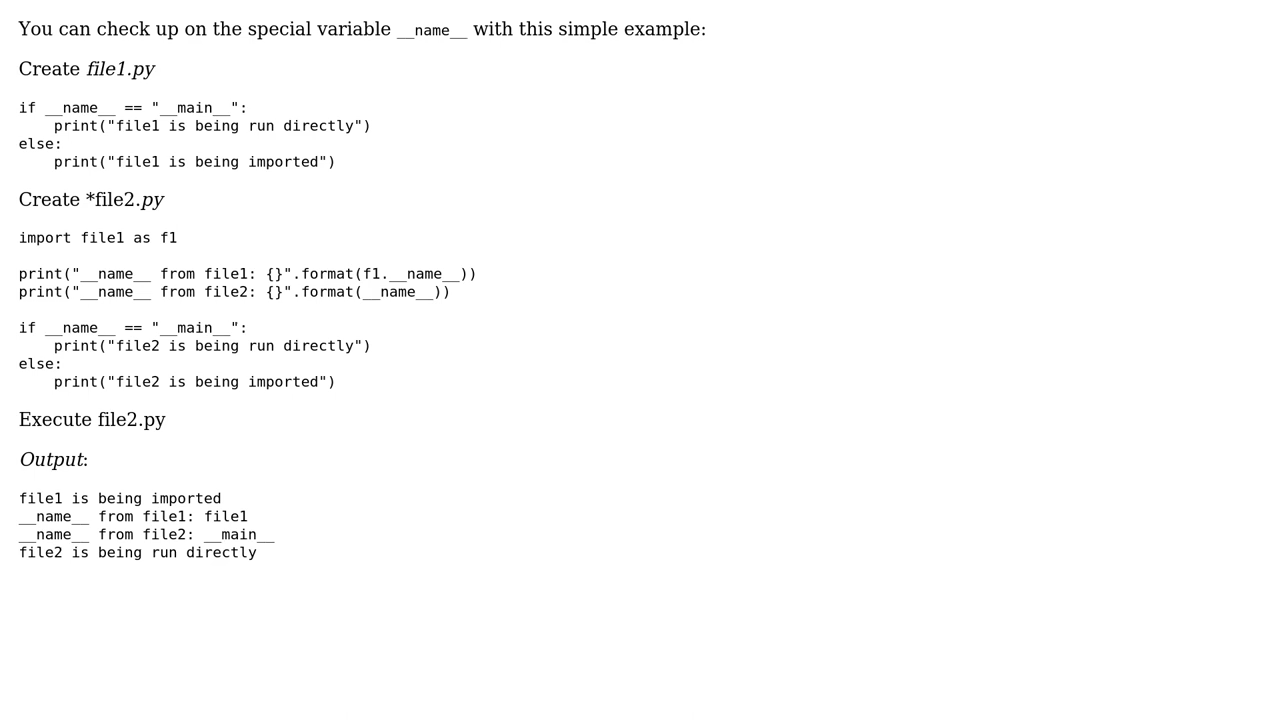 You can check up on the special variable __name__ with this simple example:
Create file1.py
if __name__ == "__main__":
    print("file1 is being run directly")
else:
    print("file1 is being imported")
Create *file2.py
import file1 as f1
print("__name__ from file1: {}".format(f1.__name__))
print("__name__ from file2: {}".format(__name__))
if __name__ == "__main__":
    print("file2 is being run directly")
else:
    print("file2 is being imported")
Execute file2.py
Output:
file1 is being imported
__name__ from file1: file1
__name__ from file2: __main__
file2 is being run directly